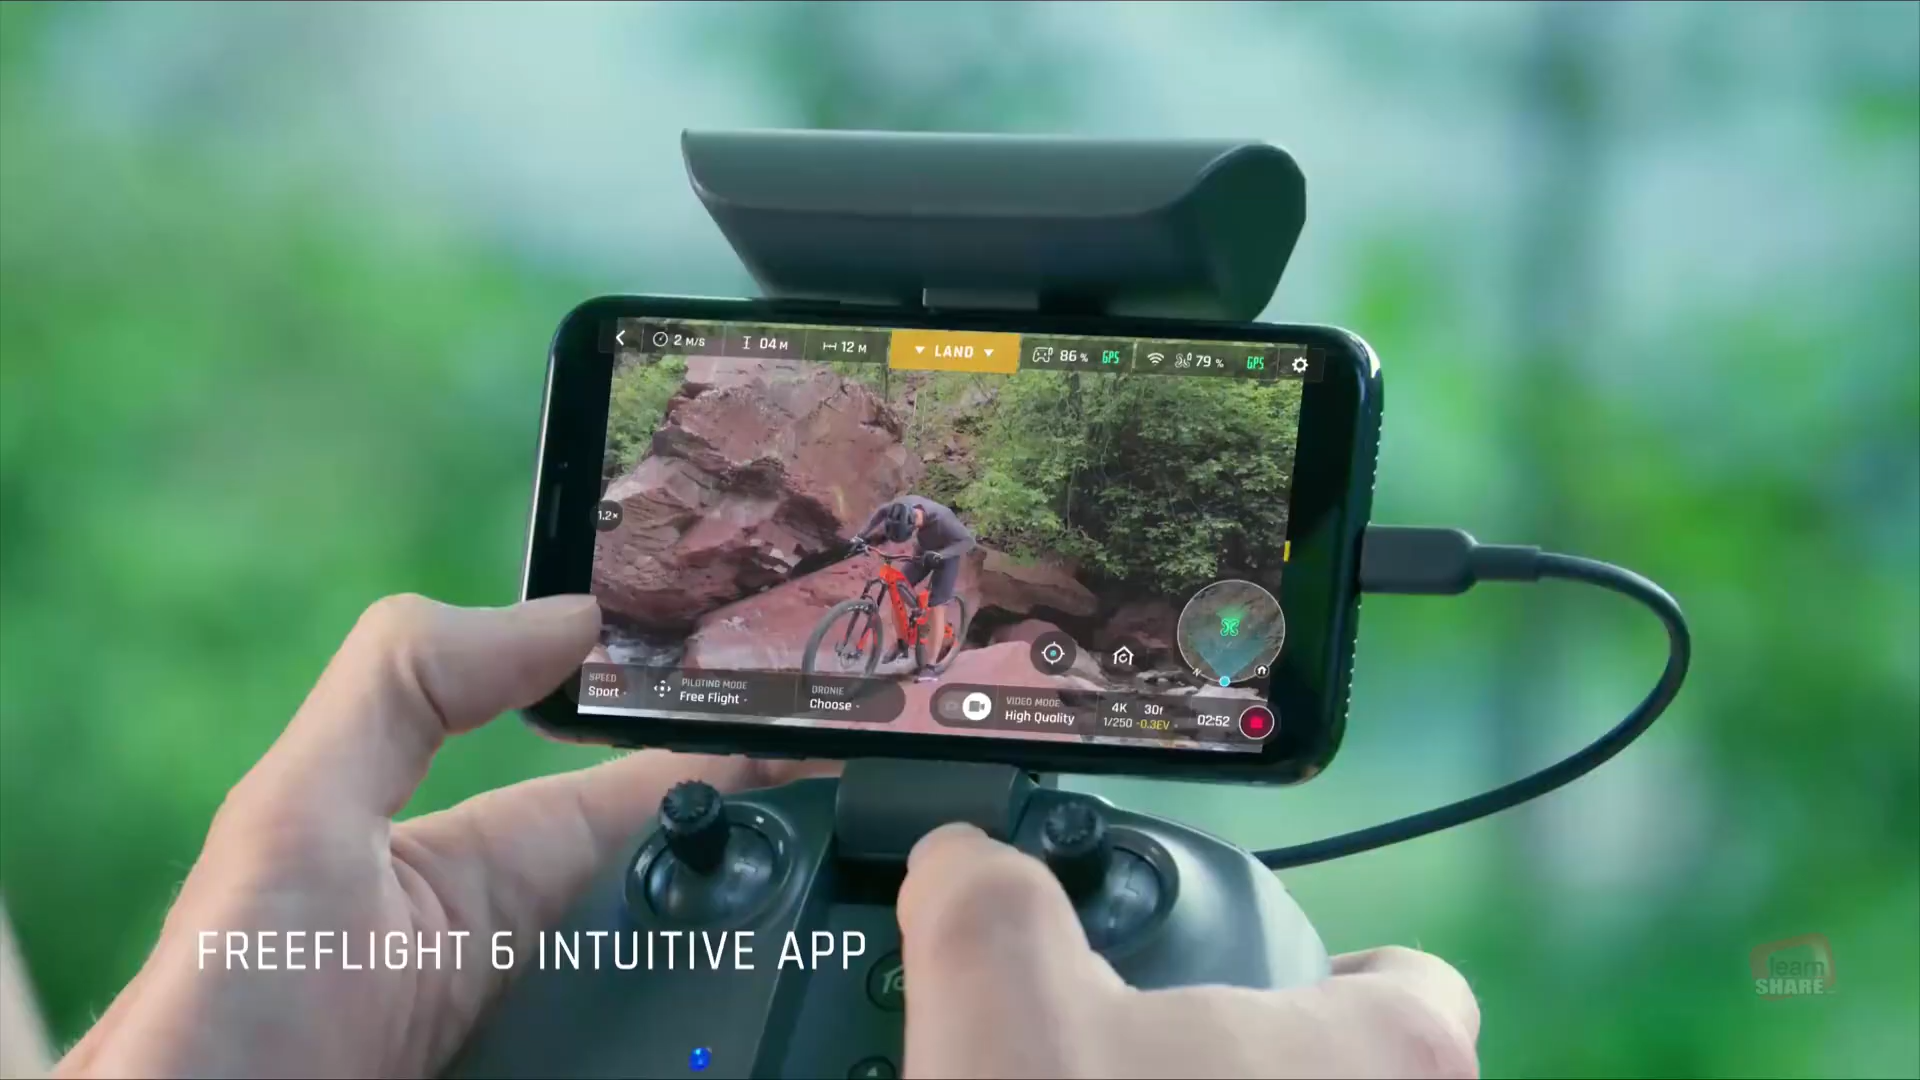 2 M/S
04 M
12 M
LAND
86 %
GPS
79 %
GPS
1.2×
N
SPEED
Sport
PILOTING MODE
Free Flight
DRONIE
Choose
VIDEO MODE
High Quality
4K 30f
1/250 -0.3EV
02:52
FREEFLIGHT 6 INTUITIVE APP
team
SHARE